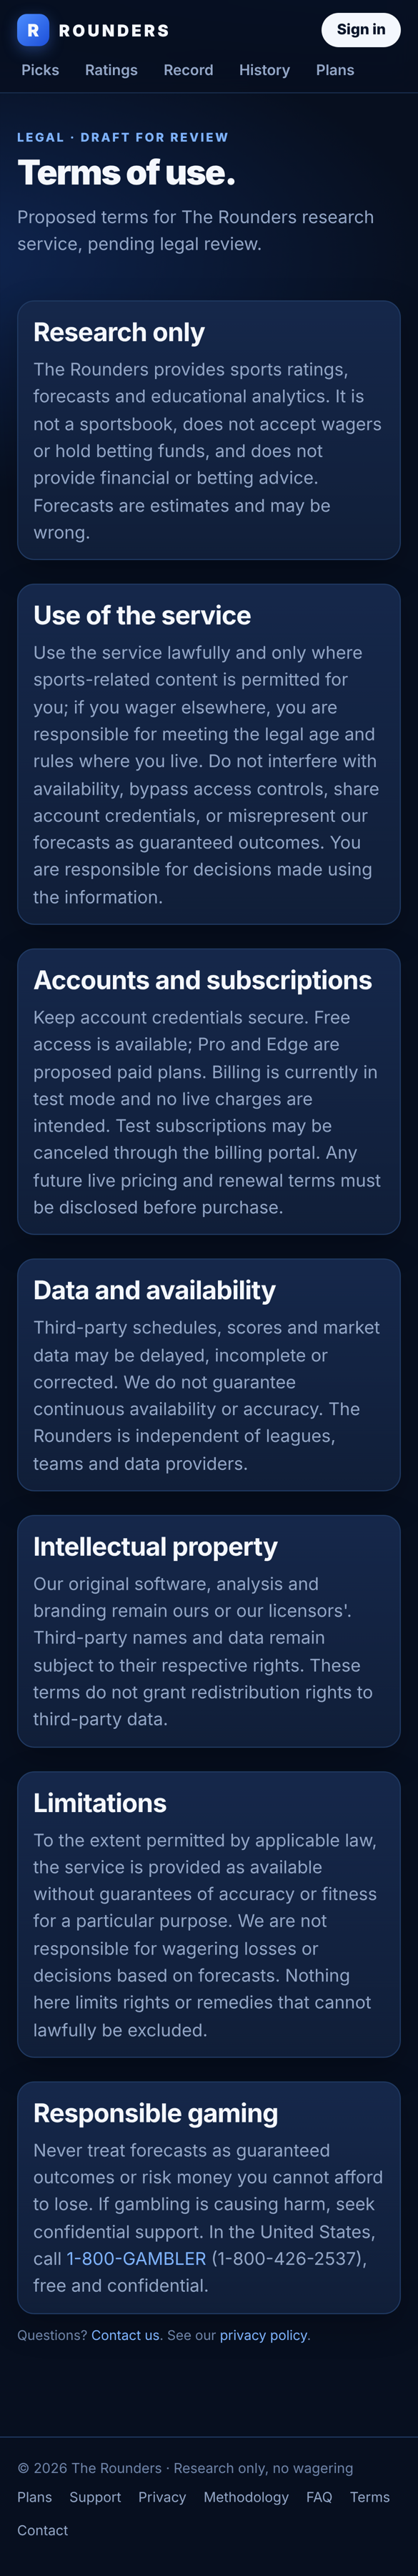 R ROUNDERS
Sign in
Picks Ratings Record History Plans
LEGAL · DRAFT FOR REVIEW
Terms of use.
Proposed terms for The Rounders research
service, pending legal review.
Research only
The Rounders provides sports ratings,
forecasts and educational analytics. It is
not a sportsbook, does not accept wagers
or hold betting funds, and does not
provide financial or betting advice.
Forecasts are estimates and may be
wrong.
Use of the service
Use the service lawfully and only where
sports-related content is permitted for
you; if you wager elsewhere, you are
responsible for meeting the legal age and
rules where you live. Do not interfere with
availability, bypass access controls, share
account credentials, or misrepresent our
forecasts as guaranteed outcomes. You
are responsible for decisions made using
the information.
Accounts and subscriptions
Keep account credentials secure. Free
access is available; Pro and Edge are
proposed paid plans. Billing is currently in
test mode and no live charges are
intended. Test subscriptions may be
canceled through the billing portal. Any
future live pricing and renewal terms must
be disclosed before purchase.
Data and availability
Third-party schedules, scores and market
data may be delayed, incomplete or
corrected. We do not guarantee
continuous availability or accuracy. The
Rounders is independent of leagues,
teams and data providers.
Intellectual property
Our original software, analysis and
branding remain ours or our licensors'.
Third-party names and data remain
subject to their respective rights. These
terms do not grant redistribution rights to
third-party data.
Limitations
To the extent permitted by applicable law,
the service is provided as available
without guarantees of accuracy or fitness
for a particular purpose. We are not
responsible for wagering losses or
decisions based on forecasts. Nothing
here limits rights or remedies that cannot
lawfully be excluded.
Responsible gaming
Never treat forecasts as guaranteed
outcomes or risk money you cannot afford
to lose. If gambling is causing harm, seek
confidential support. In the United States,
call 1-800-GAMBLER (1-800-426-2537),
free and confidential.
Questions? Contact us. See our privacy policy.
© 2026 The Rounders · Research only, no wagering
Plans Support Privacy Methodology FAQ Terms
Contact